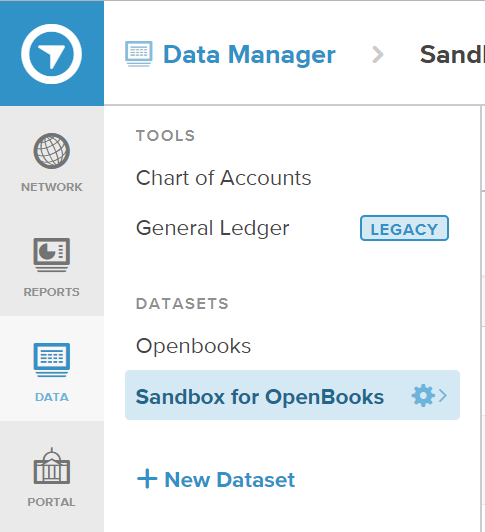 Data Manager > Sandl
NETWORK
REPORTS
DATA
PORTAL
TOOLS
Chart of Accounts
General Ledger LEGACY
DATASETS
Openbooks
Sandbox for OpenBooks
+ New Dataset